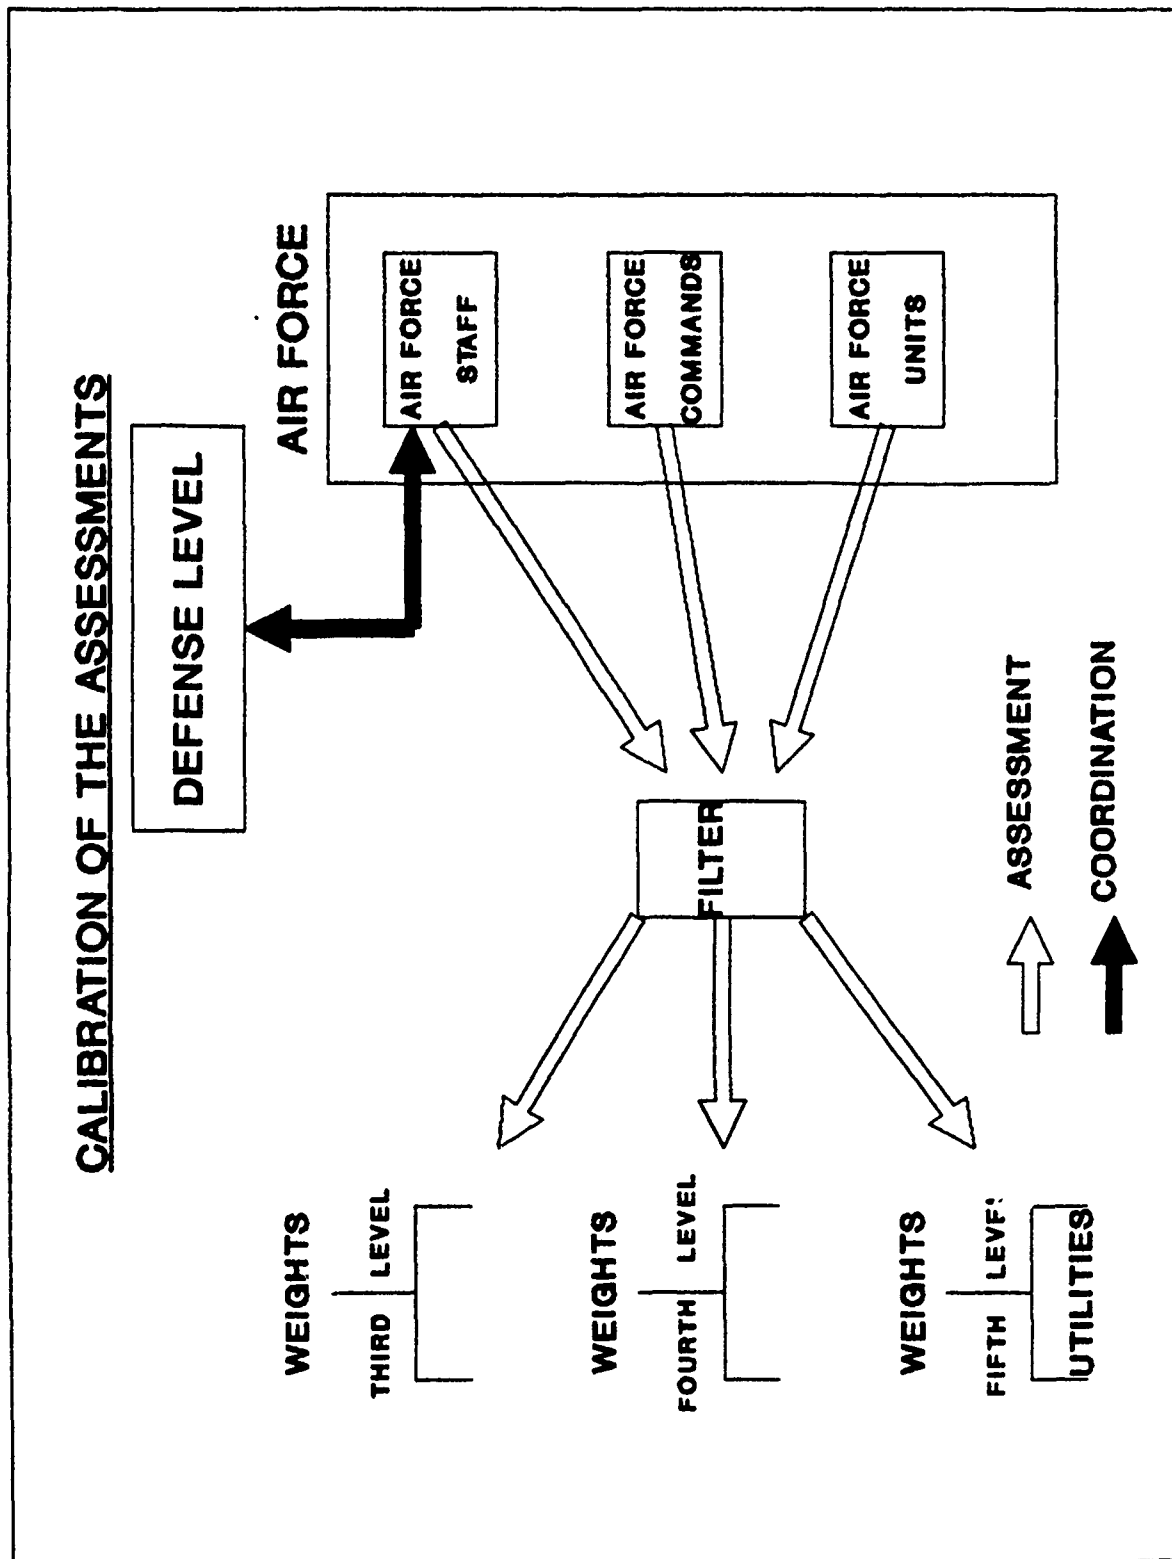 CALIBRATION OF THE ASSESSMENTS
DEFENSE LEVEL
AIR FORCE
AIR FORCE
STAFF
AIR FORCE
COMMANDS
AIR FORCE
UNITS
FILTER
WEIGHTS
THIRD LEVEL
WEIGHTS
FOURTH LEVEL
WEIGHTS
FIFTH
UTILITIES
ASSESSMENT
COORDINATION